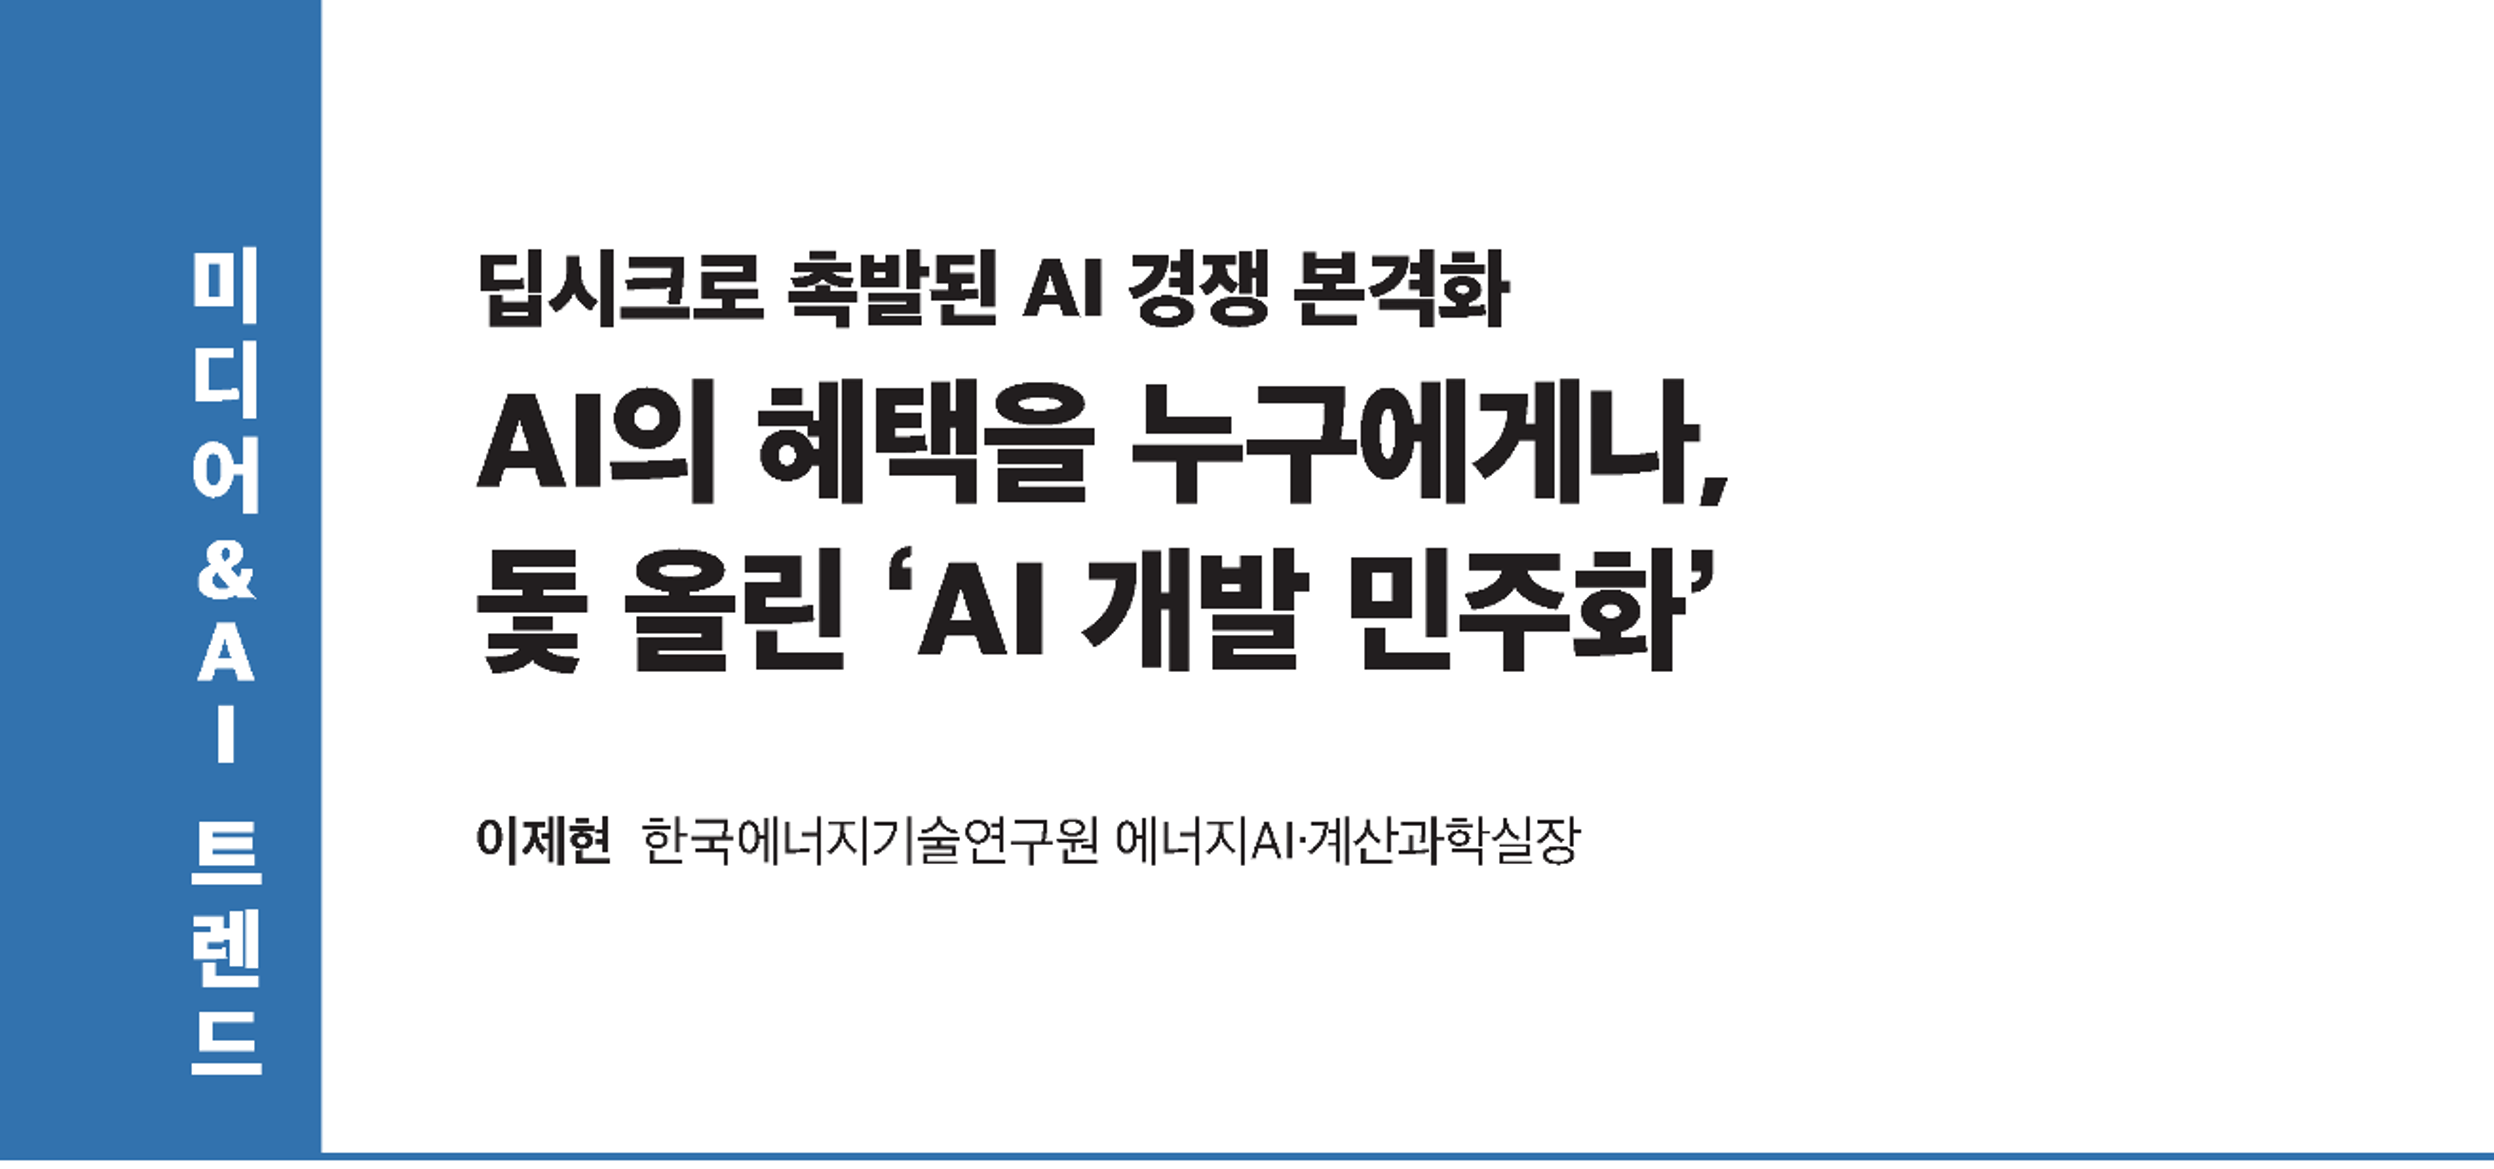 미디어&AI 트렌드
딥시크로 촉발된 AI 경쟁 본격화
AI의 혜택을 누구에게나,
돛 올린 ‘AI 개발 민주화’
이제현 한국에너지기술연구원 에너지AI·계산과학실장